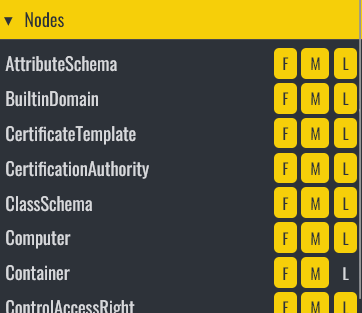 ▼ Nodes
AttributeSchema F M L
BuiltinDomain F M L
CertificateTemplate F M L
CertificationAuthority F M L
ClassSchema F M L
Computer F M L
Container F M L
ControlAccessRight F M L